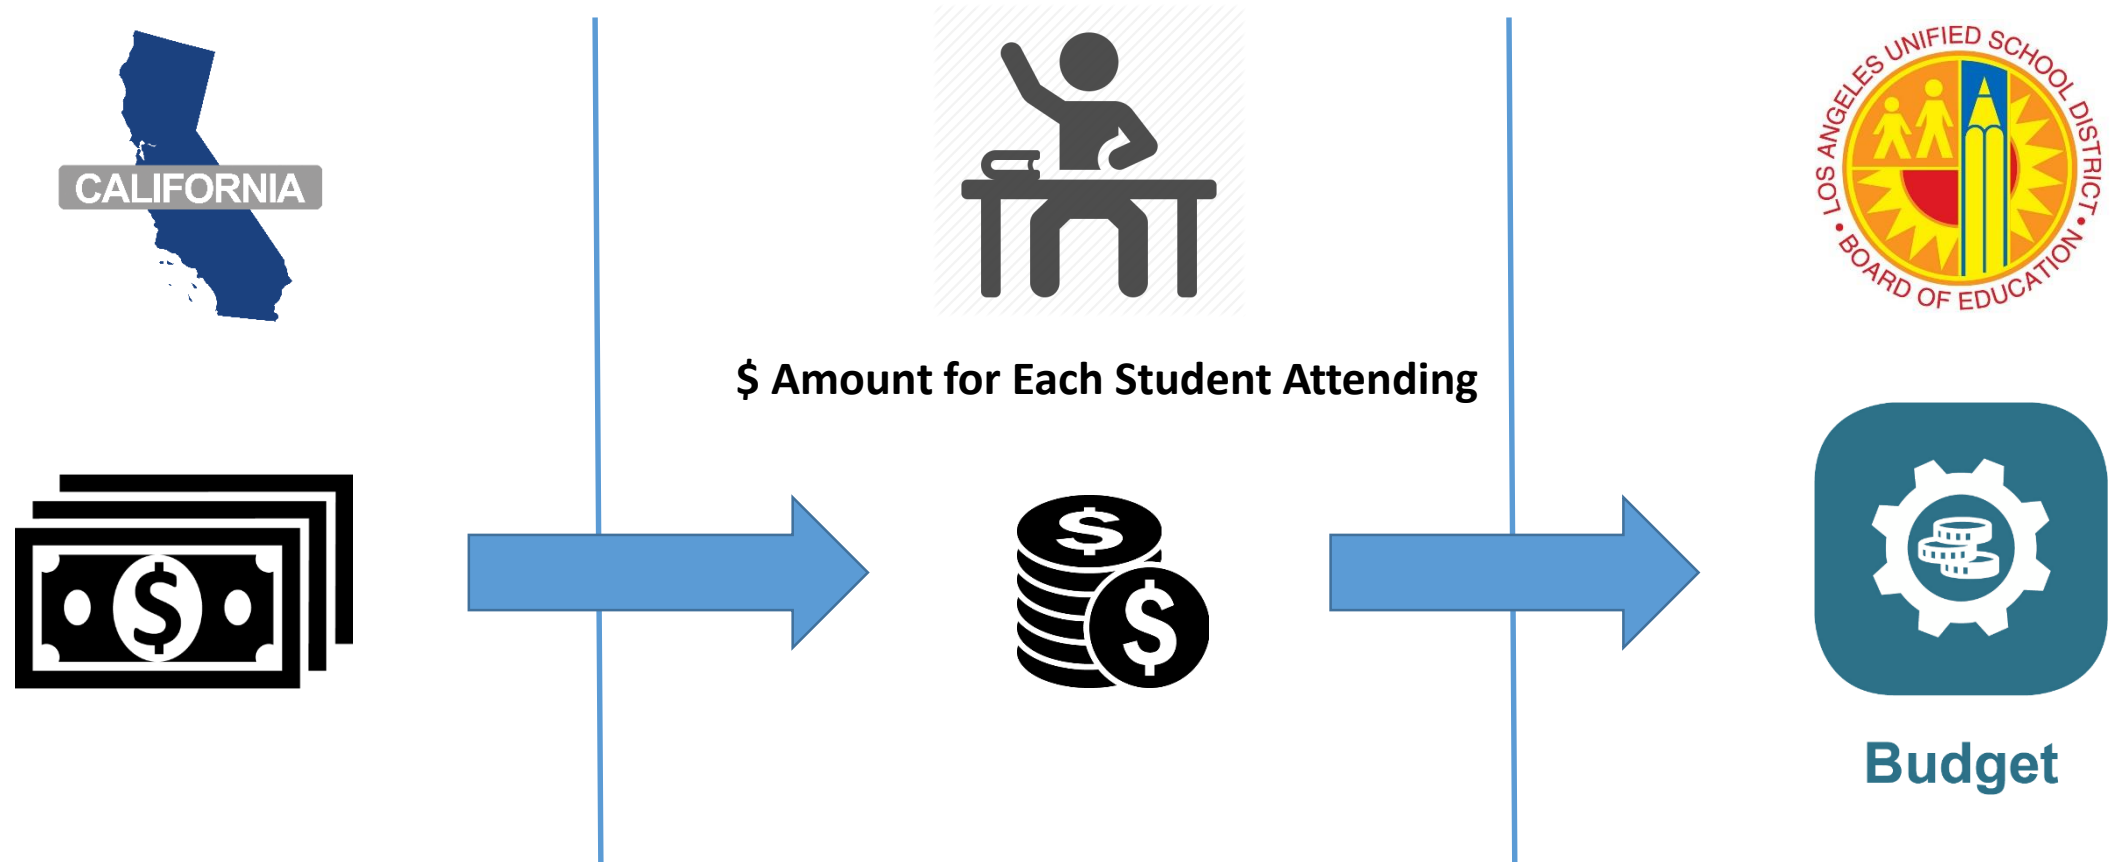 CALIFORNIA
$ Amount for Each Student Attending
LOS ANGELES UNIFIED SCHOOL DISTRICT • BOARD OF EDUCATION •
$
$
$
Budget